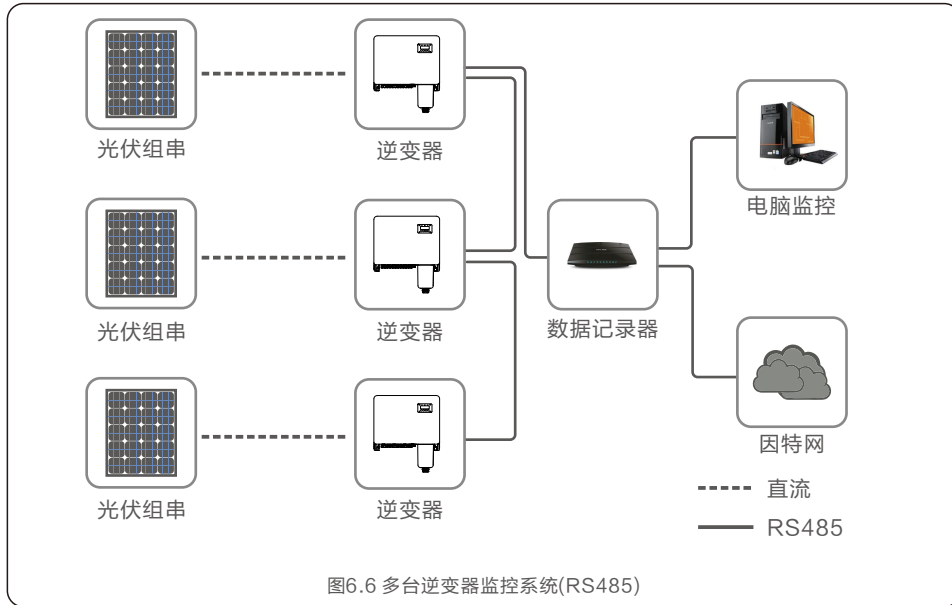 光伏组串
逆变器
电脑监控
光伏组串
逆变器
数据记录器
因特网
光伏组串
逆变器
直流
RS485
图6.6 多台逆变器监控系统(RS485)